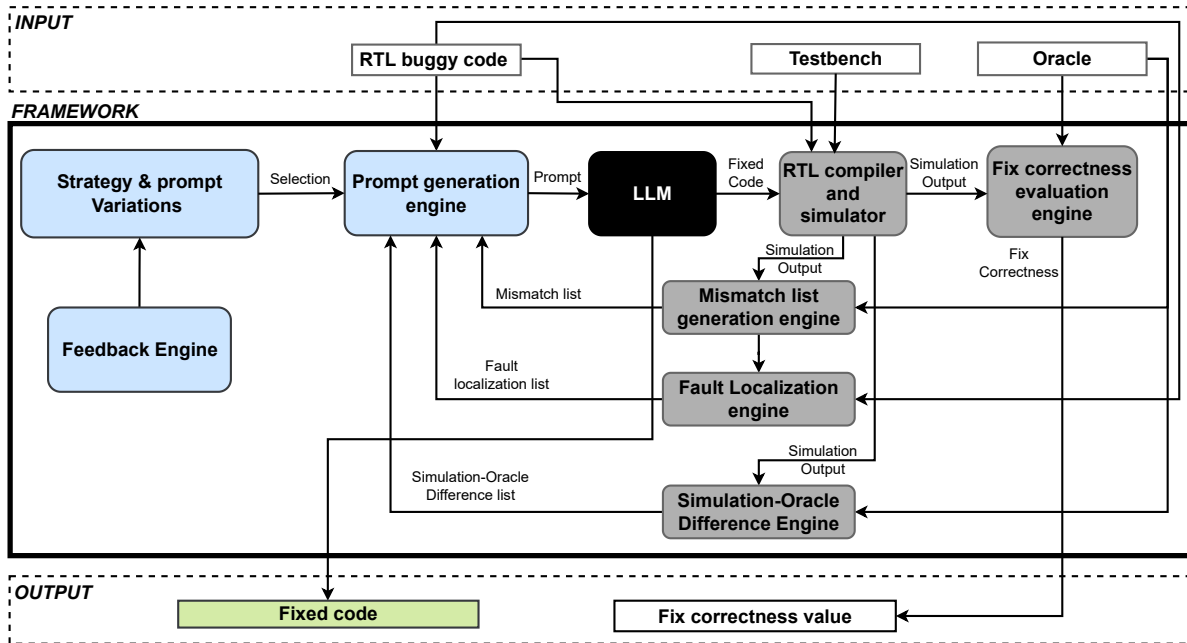 INPUT
RTL buggy code
Testbench
Oracle
FRAMEWORK
Strategy & prompt
Variations
Selection
Prompt generation
engine
Prompt
LLM
Fixed
Code
RTL compiler
and
simulator
Simulation
Output
Fix correctness
evaluation
engine
Simulation
Output
Fix
Correctness
Mismatch list
Mismatch list
generation engine
Feedback Engine
Fault
localization list
Fault Localization
engine
Simulation
Output
Simulation-Oracle
Difference list
Simulation-Oracle
Difference Engine
OUTPUT
Fixed code
Fix correctness value